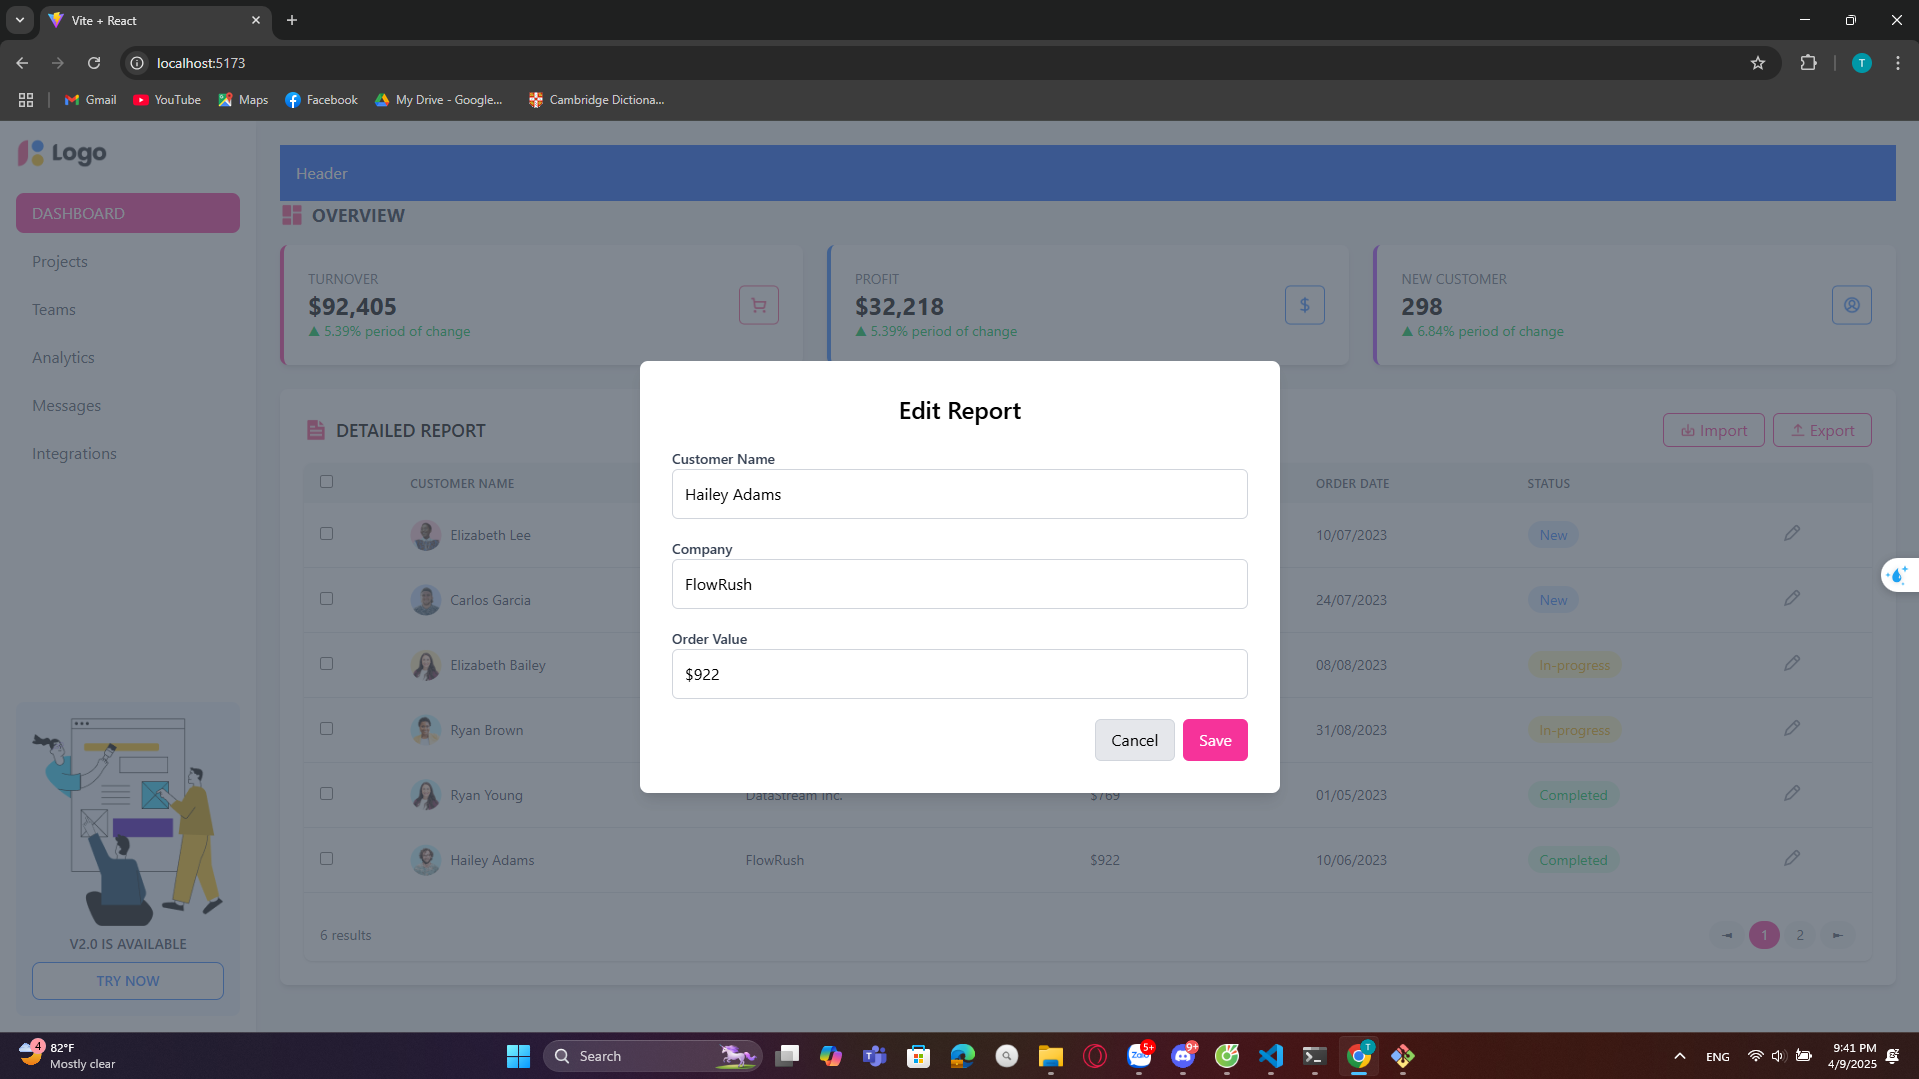 Vite + React
localhost:5173
T
Gmail
YouTube
Maps
Facebook
My Drive - Google...
Cambridge Dictiona...
Logo
DASHBOARD
Projects
Teams
Analytics
Messages
Integrations
V2.0 IS AVAILABLE
TRY NOW
Header
OVERVIEW
TURNOVER
$92,405
▲ 5.39% period of change
PROFIT
$32,218
▲ 5.39% period of change
$
NEW CUSTOMER
298
▲ 6.84% period of change
DETAILED REPORT
Import
Export
CUSTOMER NAME ORDER DATE STATUS
Elizabeth Lee 10/07/2023 New
Carlos Garcia 24/07/2023 New
Elizabeth Bailey 08/08/2023 In-progress
Ryan Brown 31/08/2023 In-progress
Ryan Young DataStream Inc. $769 01/05/2023 Completed
Hailey Adams FlowRush $922 10/06/2023 Completed
6 results
1 2
Edit Report
Customer Name
Hailey Adams
Company
FlowRush
Order Value
$922
Cancel
Save
4
82°F
Mostly clear
Search
Zalo
5+
9+
T
ENG
9:41 PM
4/9/2025